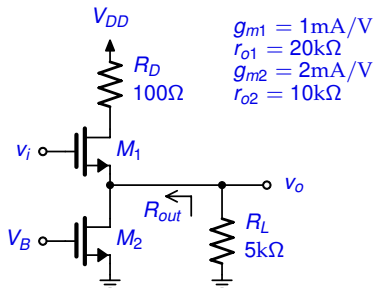 V_DD
g_m1 = 1mA/V
r_o1 = 20kΩ
g_m2 = 2mA/V
r_o2 = 10kΩ
R_D
100Ω
v_i
M_1
v_o
R_out
V_B
M_2
R_L
5kΩ